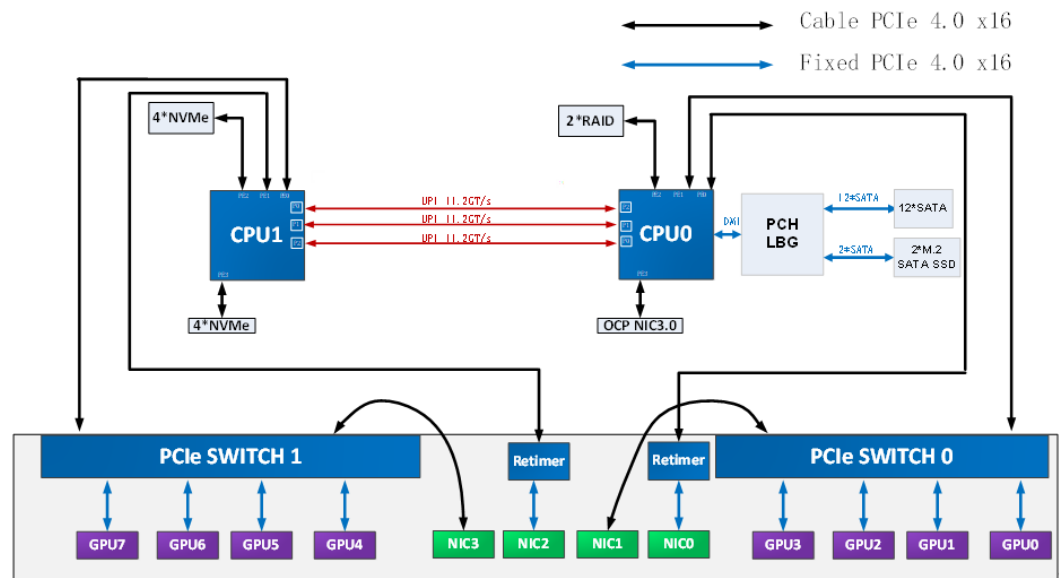 Cable PCIe 4.0 x16
Fixed PCIe 4.0 x16
4*NVMe
2*RAID
PE2 PE1 PE0
PE2 PE1 PE0
CPU1
UPI 11.2GT/s
UPI 11.2GT/s
UPI 11.2GT/s
CPU0
DMI
PCH
LBG
12*SATA
12*SATA
2*SATA
2*M.2
SATA SSD
PE3
PE3
4*NVMe
OCP NIC3.0
PCIe SWITCH 1
Retimer
Retimer
PCIe SWITCH 0
GPU7
GPU6
GPU5
GPU4
NIC3
NIC2
NIC1
NIC0
GPU3
GPU2
GPU1
GPU0